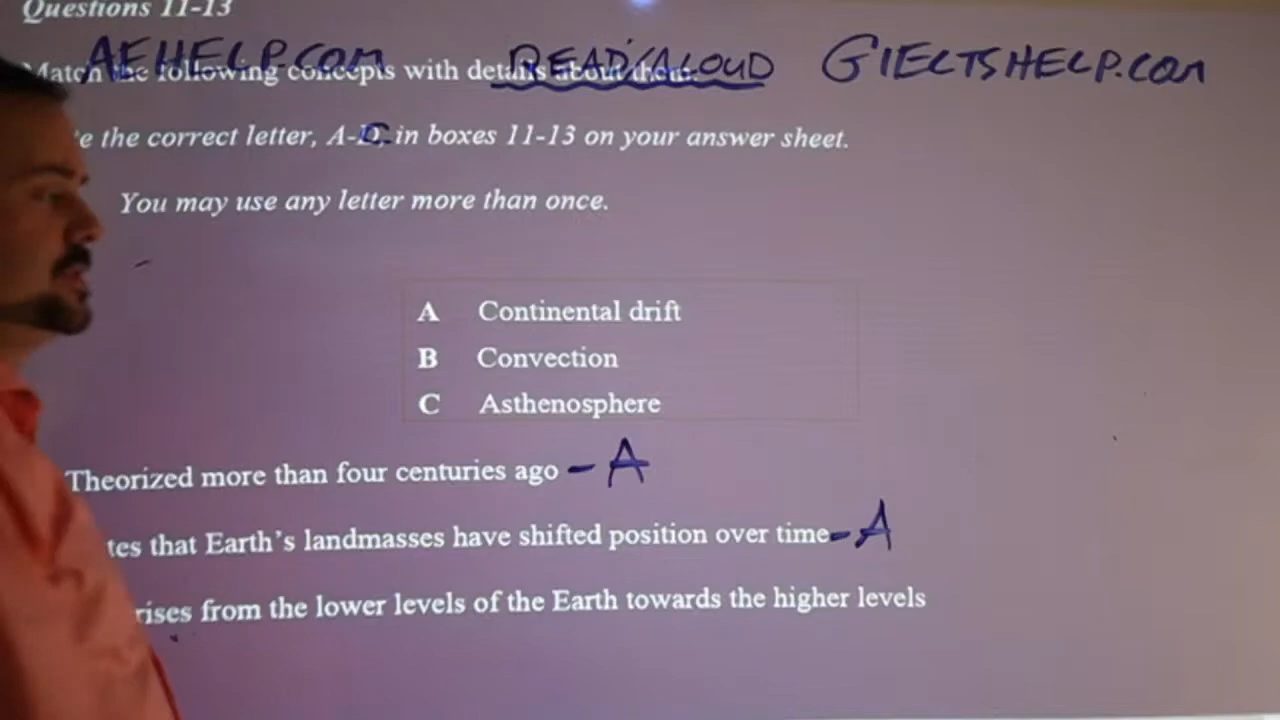 Questions 11-13
AEHELP.COM READ/ALOUD GIELTSHELP.COM
Match the following concepts with details about them.
e the correct letter, A-C, in boxes 11-13 on your answer sheet.
You may use any letter more than once.
A Continental drift
B Convection
C Asthenosphere
Theorized more than four centuries ago - A
tes that Earth's landmasses have shifted position over time - A
rises from the lower levels of the Earth towards the higher levels